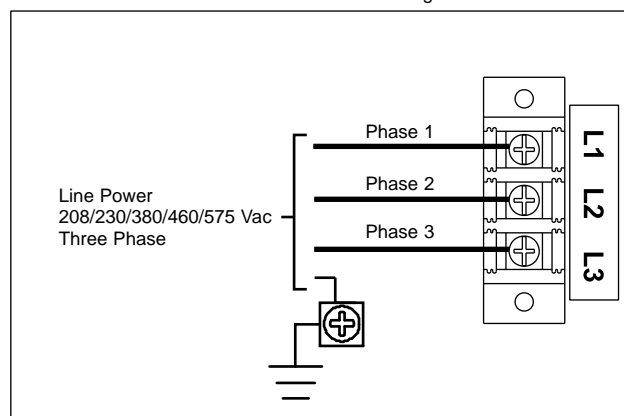 Phase 1
Phase 2
Phase 3
Line Power
208/230/380/460/575 Vac
Three Phase
L1
L2
L3